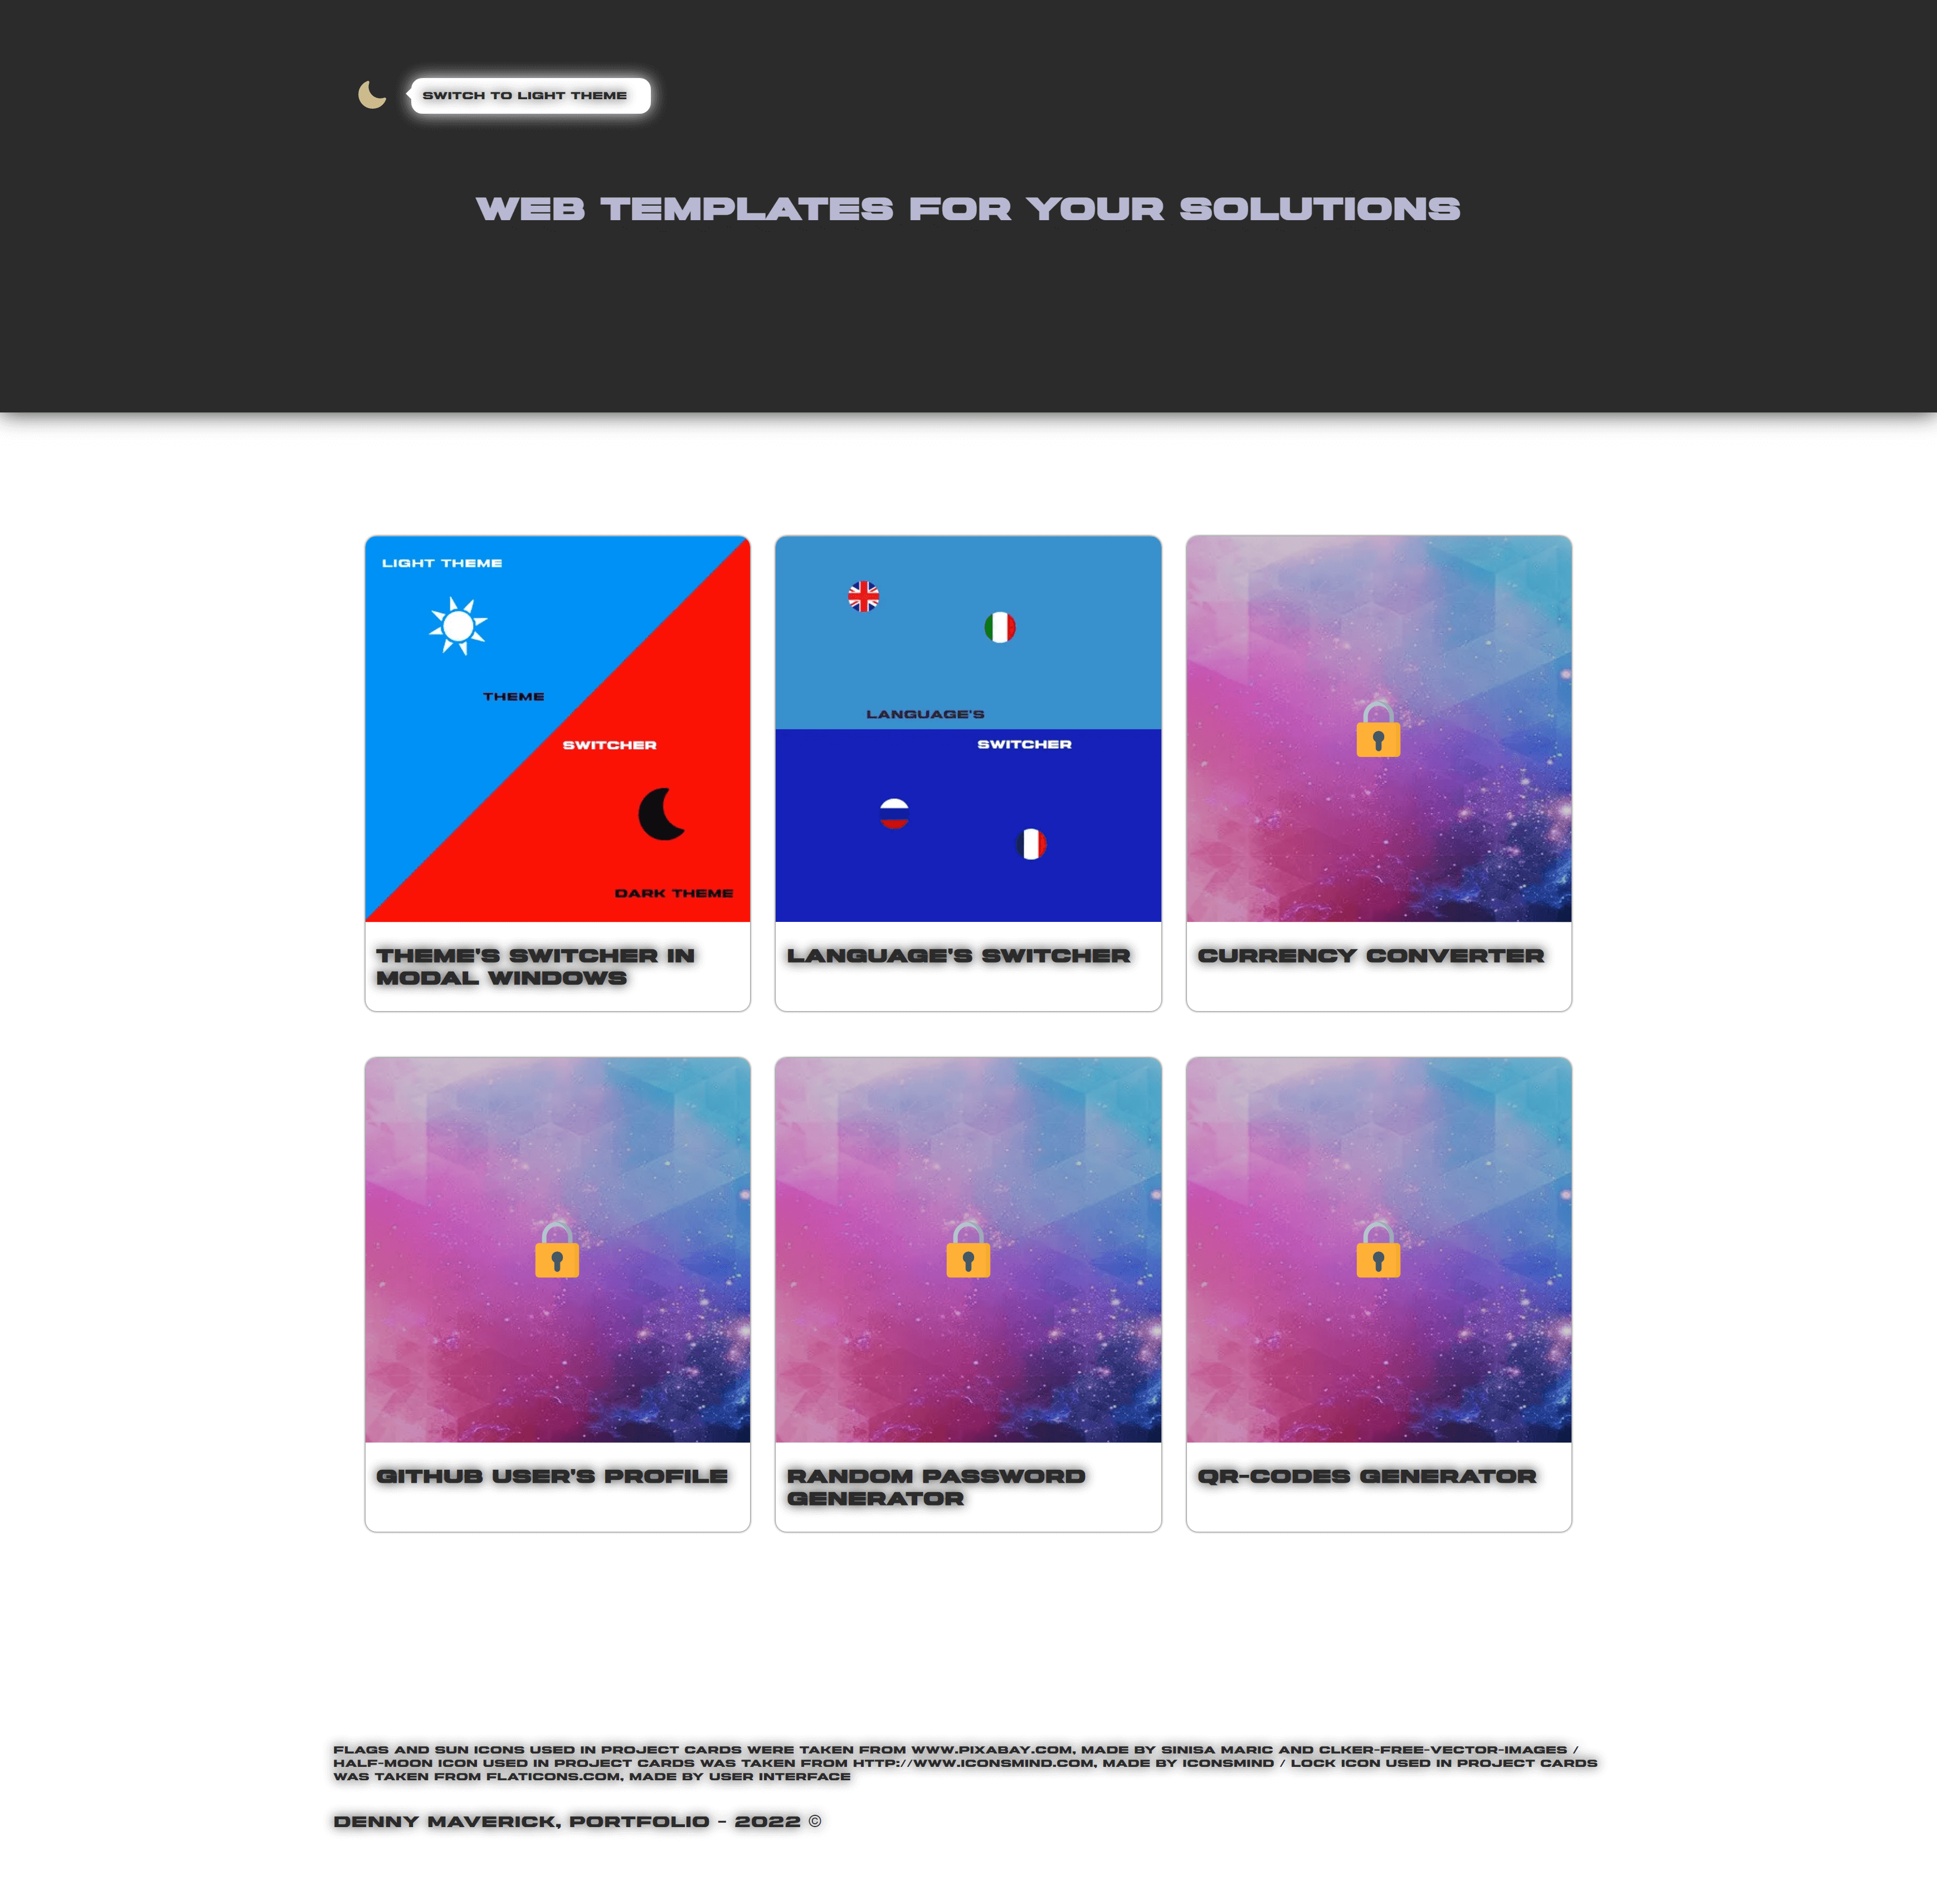 SWITCH TO LIGHT THEME
WEB TEMPLATES FOR YOUR SOLUTIONS
LIGHT THEME
THEME
SWITCHER
DARK THEME
THEME'S SWITCHER IN
MODAL WINDOWS
LANGUAGE'S
SWITCHER
LANGUAGE'S SWITCHER
CURRENCY CONVERTER
GITHUB USER'S PROFILE
RANDOM PASSWORD
GENERATOR
QR-CODES GENERATOR
FLAGS AND SUN ICONS USED IN PROJECT CARDS WERE TAKEN FROM WWW.PIXABAY.COM, MADE BY SINISA MARIC AND CLKER-FREE-VECTOR-IMAGES /
HALF-MOON ICON USED IN PROJECT CARDS WAS TAKEN FROM HTTP://WWW.ICONSMIND.COM, MADE BY ICONSMIND / LOCK ICON USED IN PROJECT CARDS
WAS TAKEN FROM FLATICONS.COM, MADE BY USER INTERFACE
DENNY MAVERICK, PORTFOLIO - 2022 ©